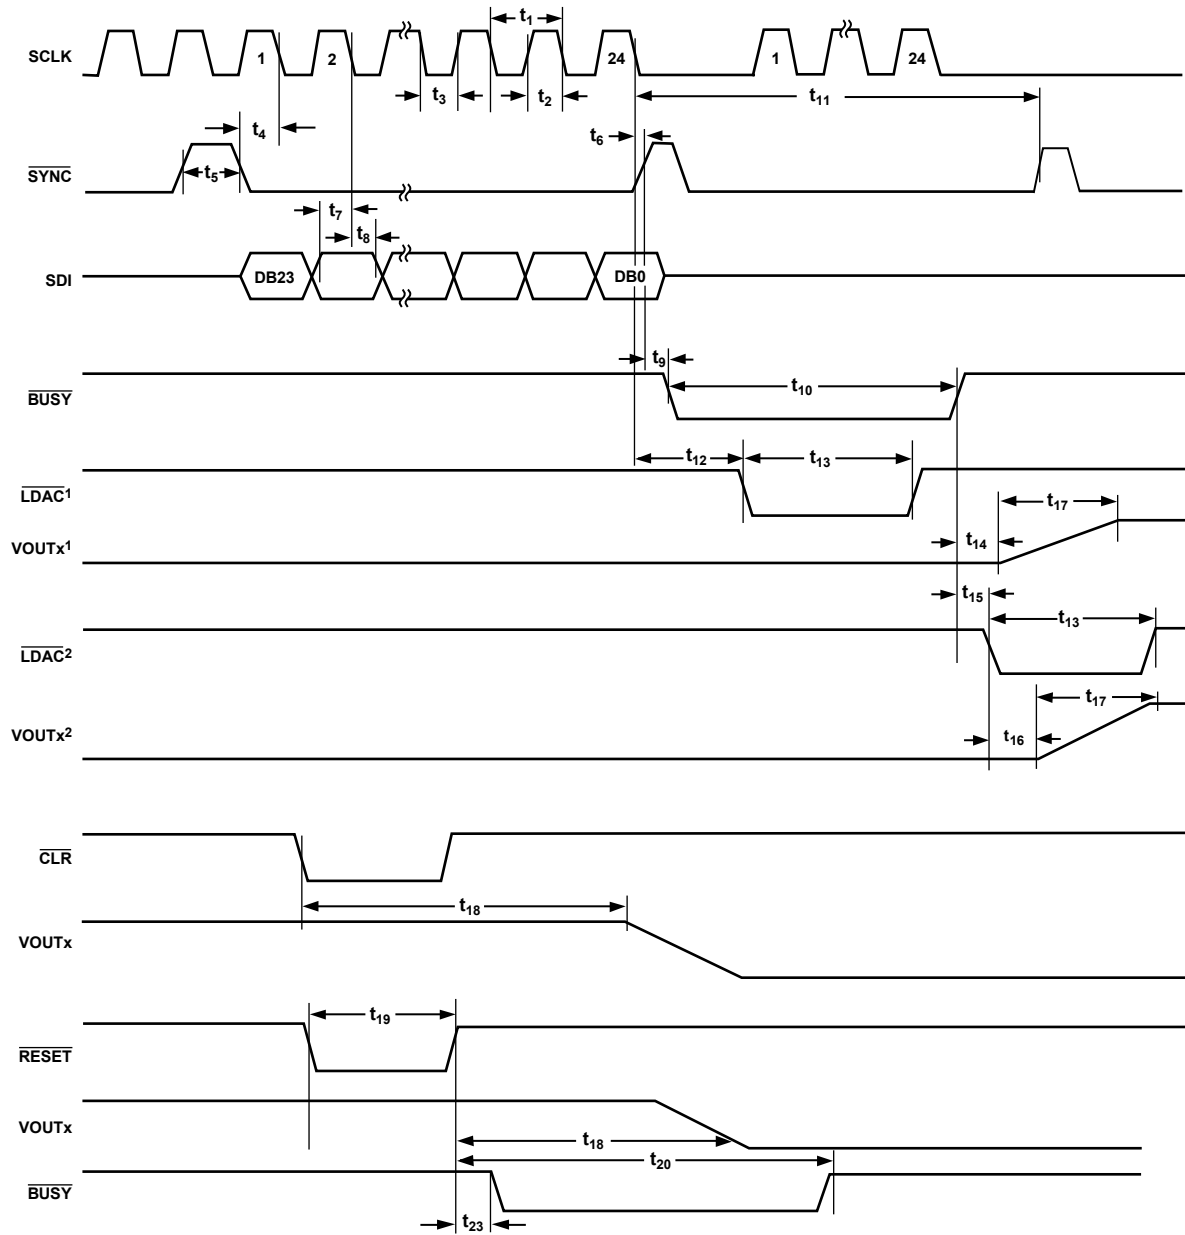 t1
SCLK 1 2 24 1 24
t3 t2
t11
t4 t6
SYNC t5
t7
t8
SDI DB23 DB0
t9
BUSY t10
t12 t13
LDAC1
t17
VOUTx1 t14
t15
t13
LDAC2
t17
VOUTx2
t16
CLR
t18
VOUTx
t19
RESET
VOUTx
t18
t20
BUSY
t23